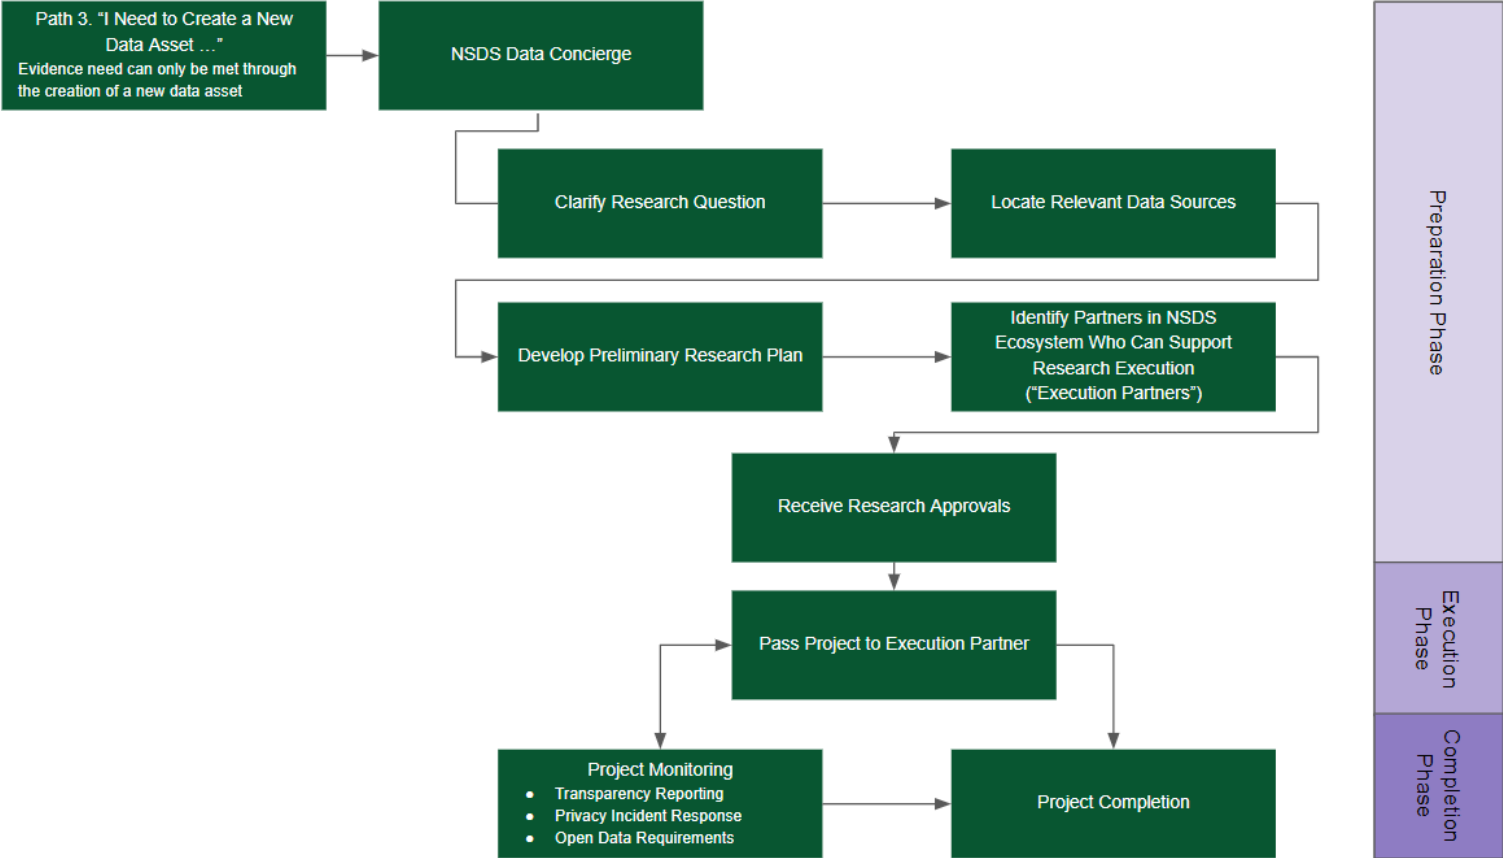 Path 3. “I Need to Create a New
Data Asset …”
Evidence need can only be met through
the creation of a new data asset
NSDS Data Concierge
Clarify Research Question
Locate Relevant Data Sources
Develop Preliminary Research Plan
Identify Partners in NSDS
Ecosystem Who Can Support
Research Execution
(“Execution Partners”)
Receive Research Approvals
Pass Project to Execution Partner
Project Monitoring
● Transparency Reporting
● Privacy Incident Response
● Open Data Requirements
Project Completion
Preparation Phase
Execution
Phase
Completion
Phase